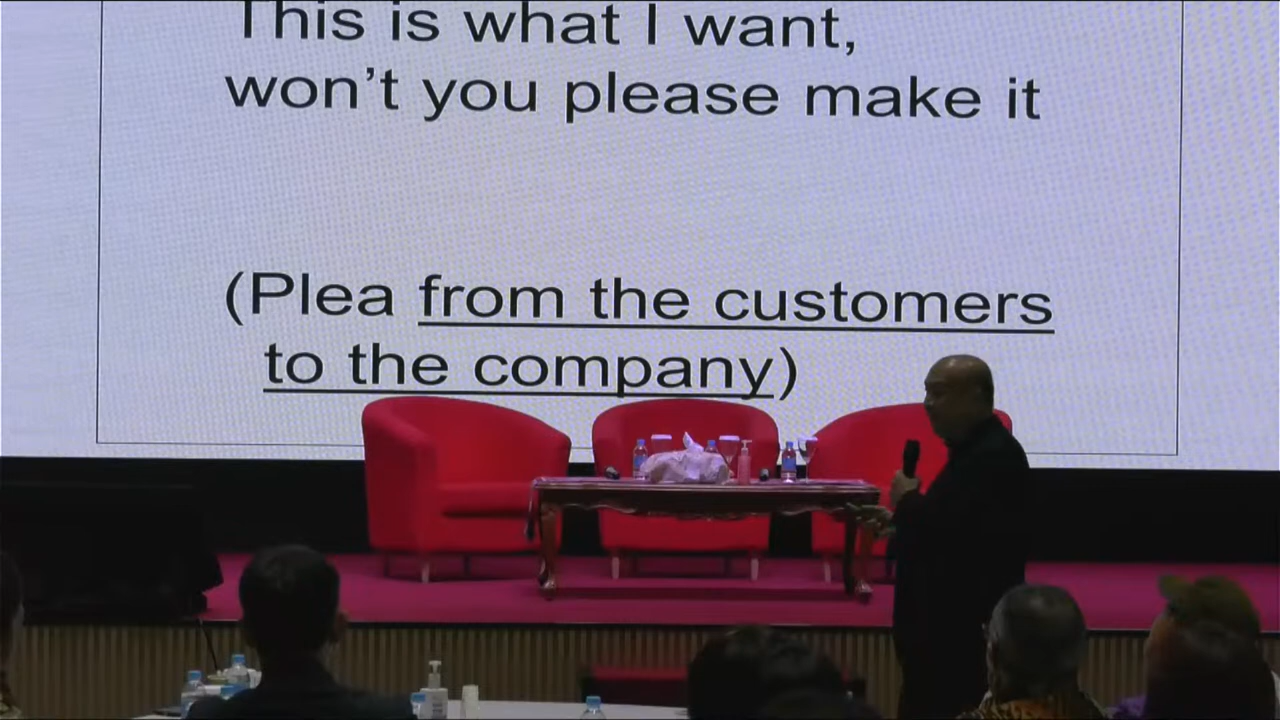 This is what I want,
won't you please make it
(Plea from the customers
to the company)